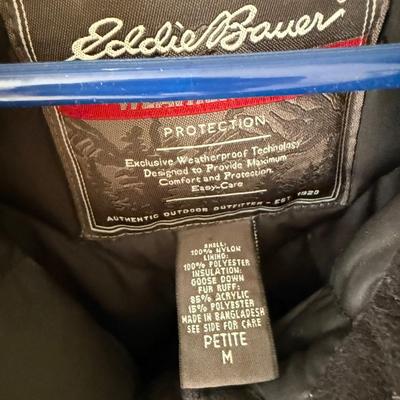 Eddie Bauer
PROTECTION
Exclusive Weatherproof Technology
Designed to Provide Maximum
Comfort and Protection.
Easy-Care
AUTHENTIC OUTDOOR OUTFITTER - EST. 1920
SHELL:
100% NYLON
LINING:
100% POLYESTER
INSULATION:
GOOSE DOWN
FUR RUFF:
85% ACRYLIC
15% POLYESTER
MADE IN BANGLADESH
SEE SIDE FOR CARE
PETITE
M